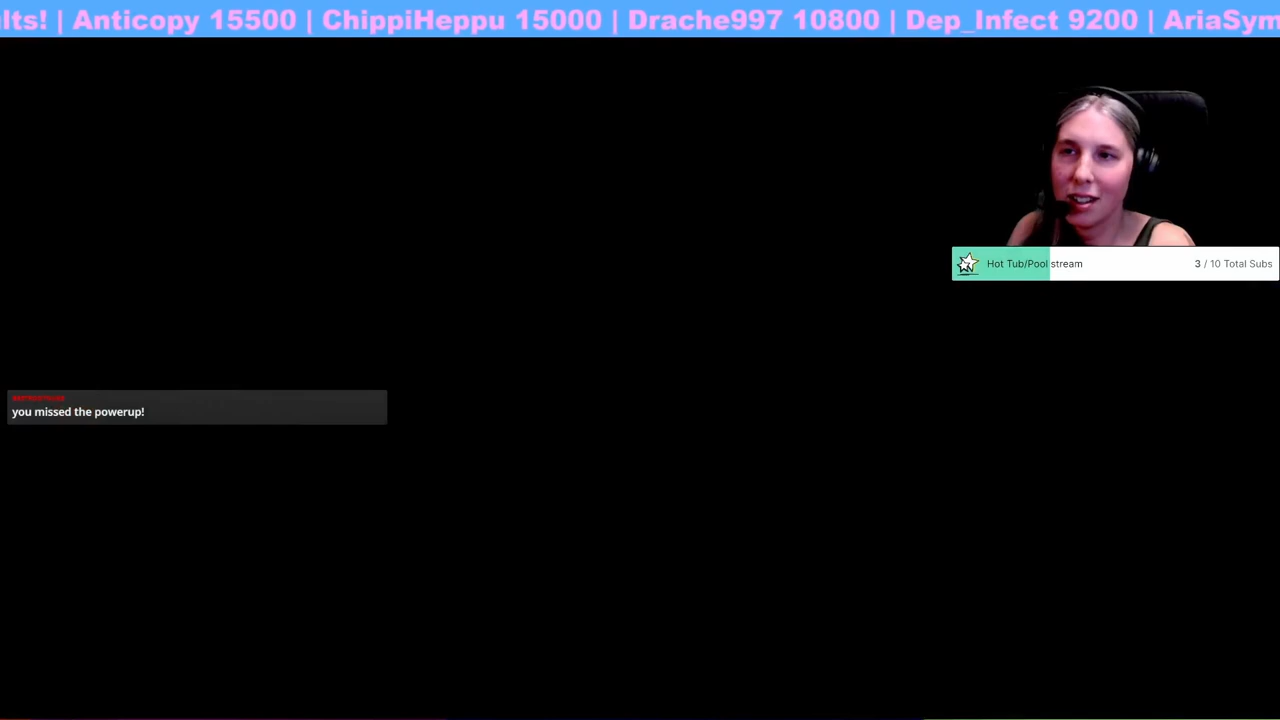 lts! | Anticopy 15500 | ChippiHeppu 15000 | Drache997 10800 | Dep_Infect 9200 | AriaSym
Hot Tub/Pool stream 3 / 10 Total Subs
you missed the powerup!